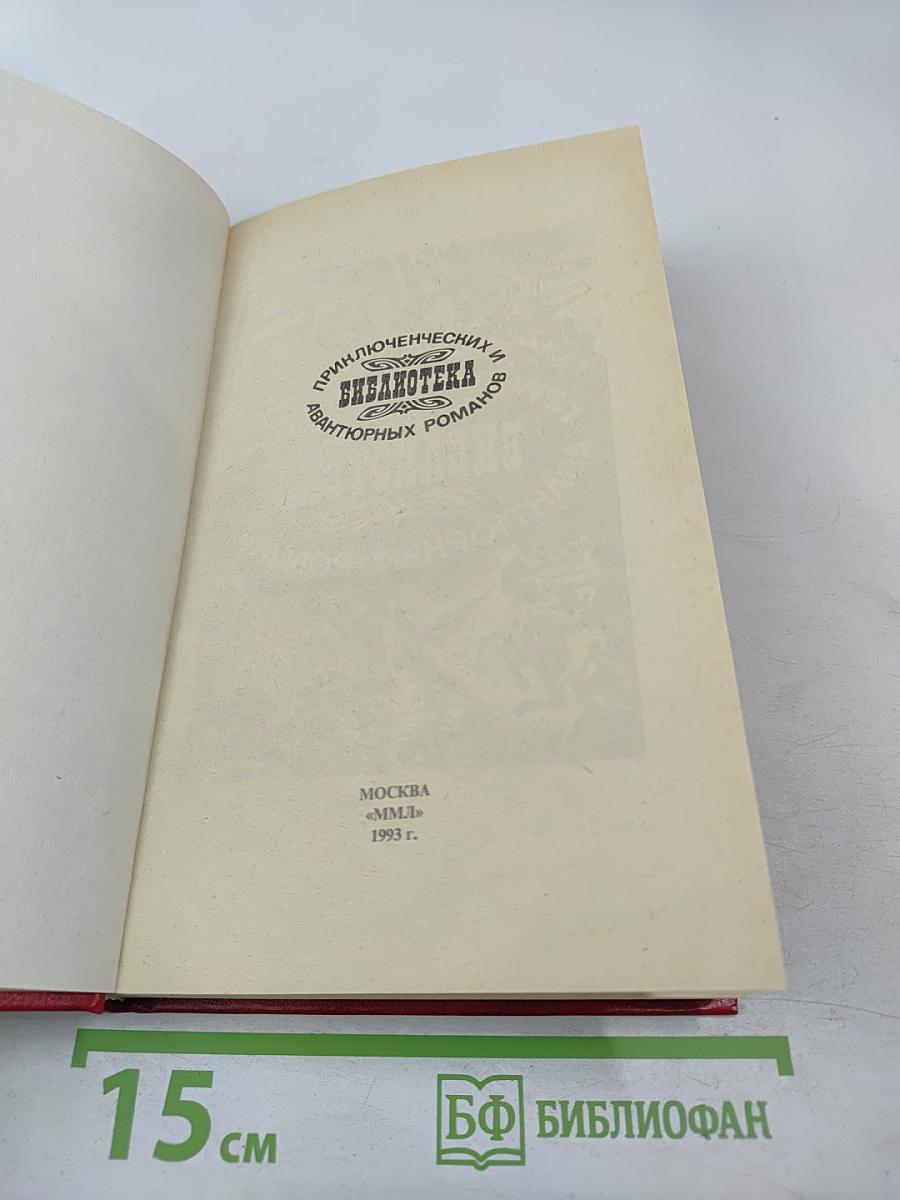 ПРИКЛЮЧЕНЧЕСКИХ И
БИБЛИОТЕКА
АВАНТЮРНЫХ РОМАНОВ
МОСКВА
«ММЛ»
1993 г.
15 см
БФ БИБЛИОФАН